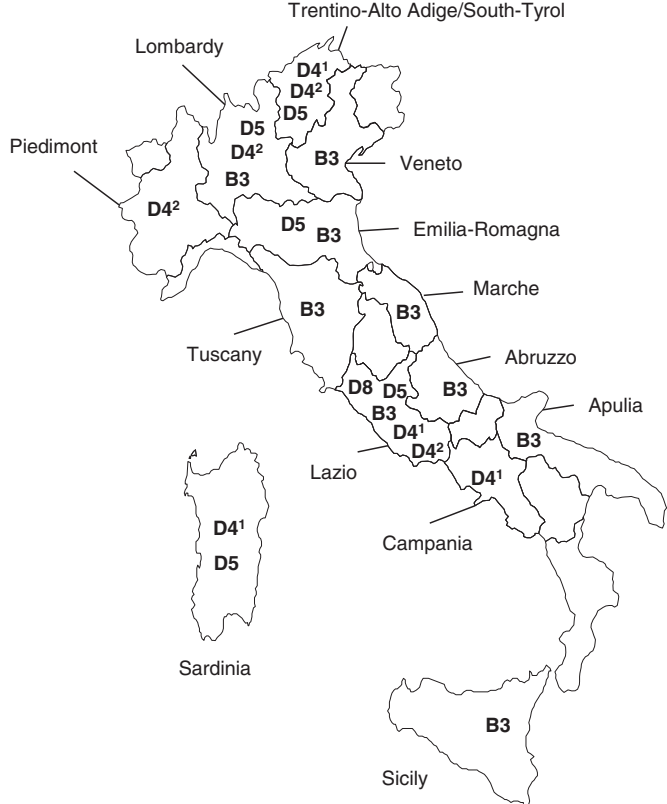 Trentino-Alto Adige/South-Tyrol
Lombardy
D4¹
D4²
D5
D5
D4²
B3
Piedimont
B3
Veneto
D4²
D5
B3
Emilia-Romagna
Marche
B3
B3
Tuscany
Abruzzo
D8
D5
B3
B3
Apulia
D4¹
D4²
B3
Lazio
D4¹
Campania
D4¹
D5
Sardinia
B3
Sicily